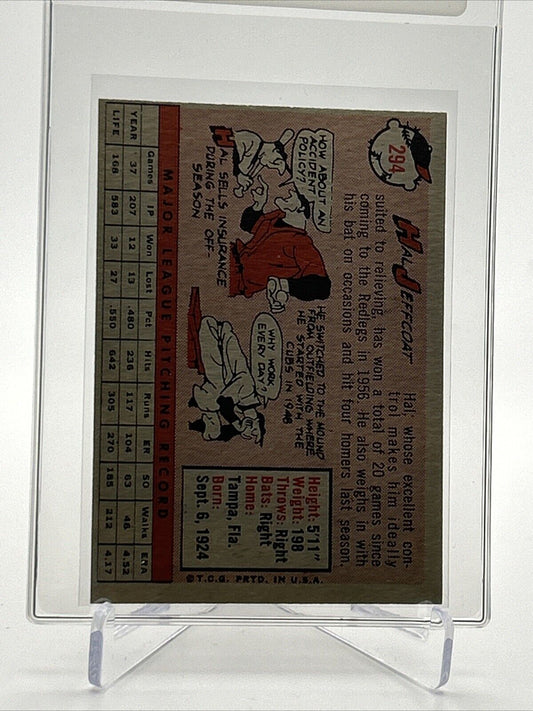 294
HAL JEFFCOAT
Hal, whose excellent con-
trol makes him ideally
suited to relieving, has won a total of 20 games since
coming to the Redlegs in 1956. He also weighs in with
his bat on occasions and hit four homers last season.
HOW ABOUT AN
ACCIDENT
POLICY?
HAL SELLS INSURANCE
DURING THE OFF-
SEASON
HE SWITCHED TO THE MOUND
FROM OUTFIELDING WHERE
HE STARTED WITH THE
CUBS IN 1948
WHY WORK
EVERY DAY?
Height: 5'11"
Weight: 198
Throws: Right
Bats: Right
Home:
Tampa, Fla.
Born:
Sept. 6, 1924
MAJOR LEAGUE PITCHING RECORD
Games IP Won Lost Pct Hits Runs ER SO Walks ERA
YEAR 37 207 12 13 .480 236 117 104 63 46 4.52
LIFE 168 583 33 27 .550 642 305 270 185 212 4.17
© T.C.G. PRTD. IN U.S.A.